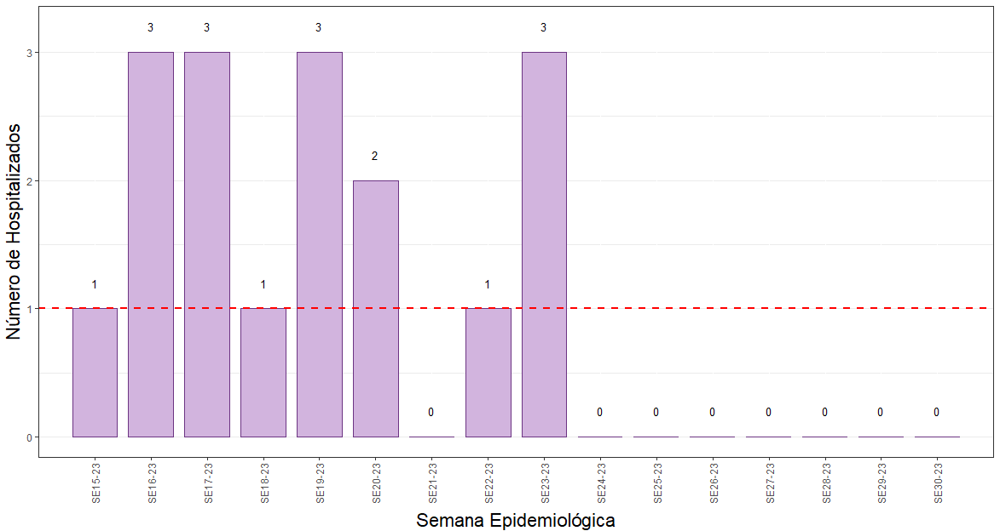 Número de Hospitalizados
3
2
1
0
1
3
3
1
3
2
0
1
3
0
0
0
0
0
0
0
SE15-23
SE16-23
SE17-23
SE18-23
SE19-23
SE20-23
SE21-23
SE22-23
SE23-23
SE24-23
SE25-23
SE26-23
SE27-23
SE28-23
SE29-23
SE30-23
Semana Epidemiológica